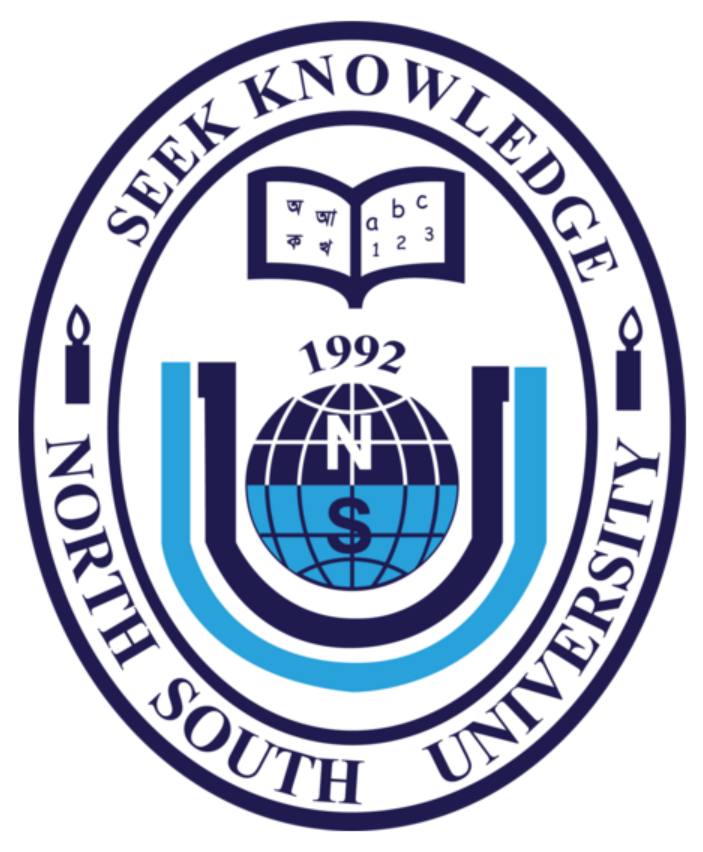 SEEK KNOWLEDGE
অ আ
ক খ
a b c
1 2 3
1992
N
S
NORTH SOUTH UNIVERSITY